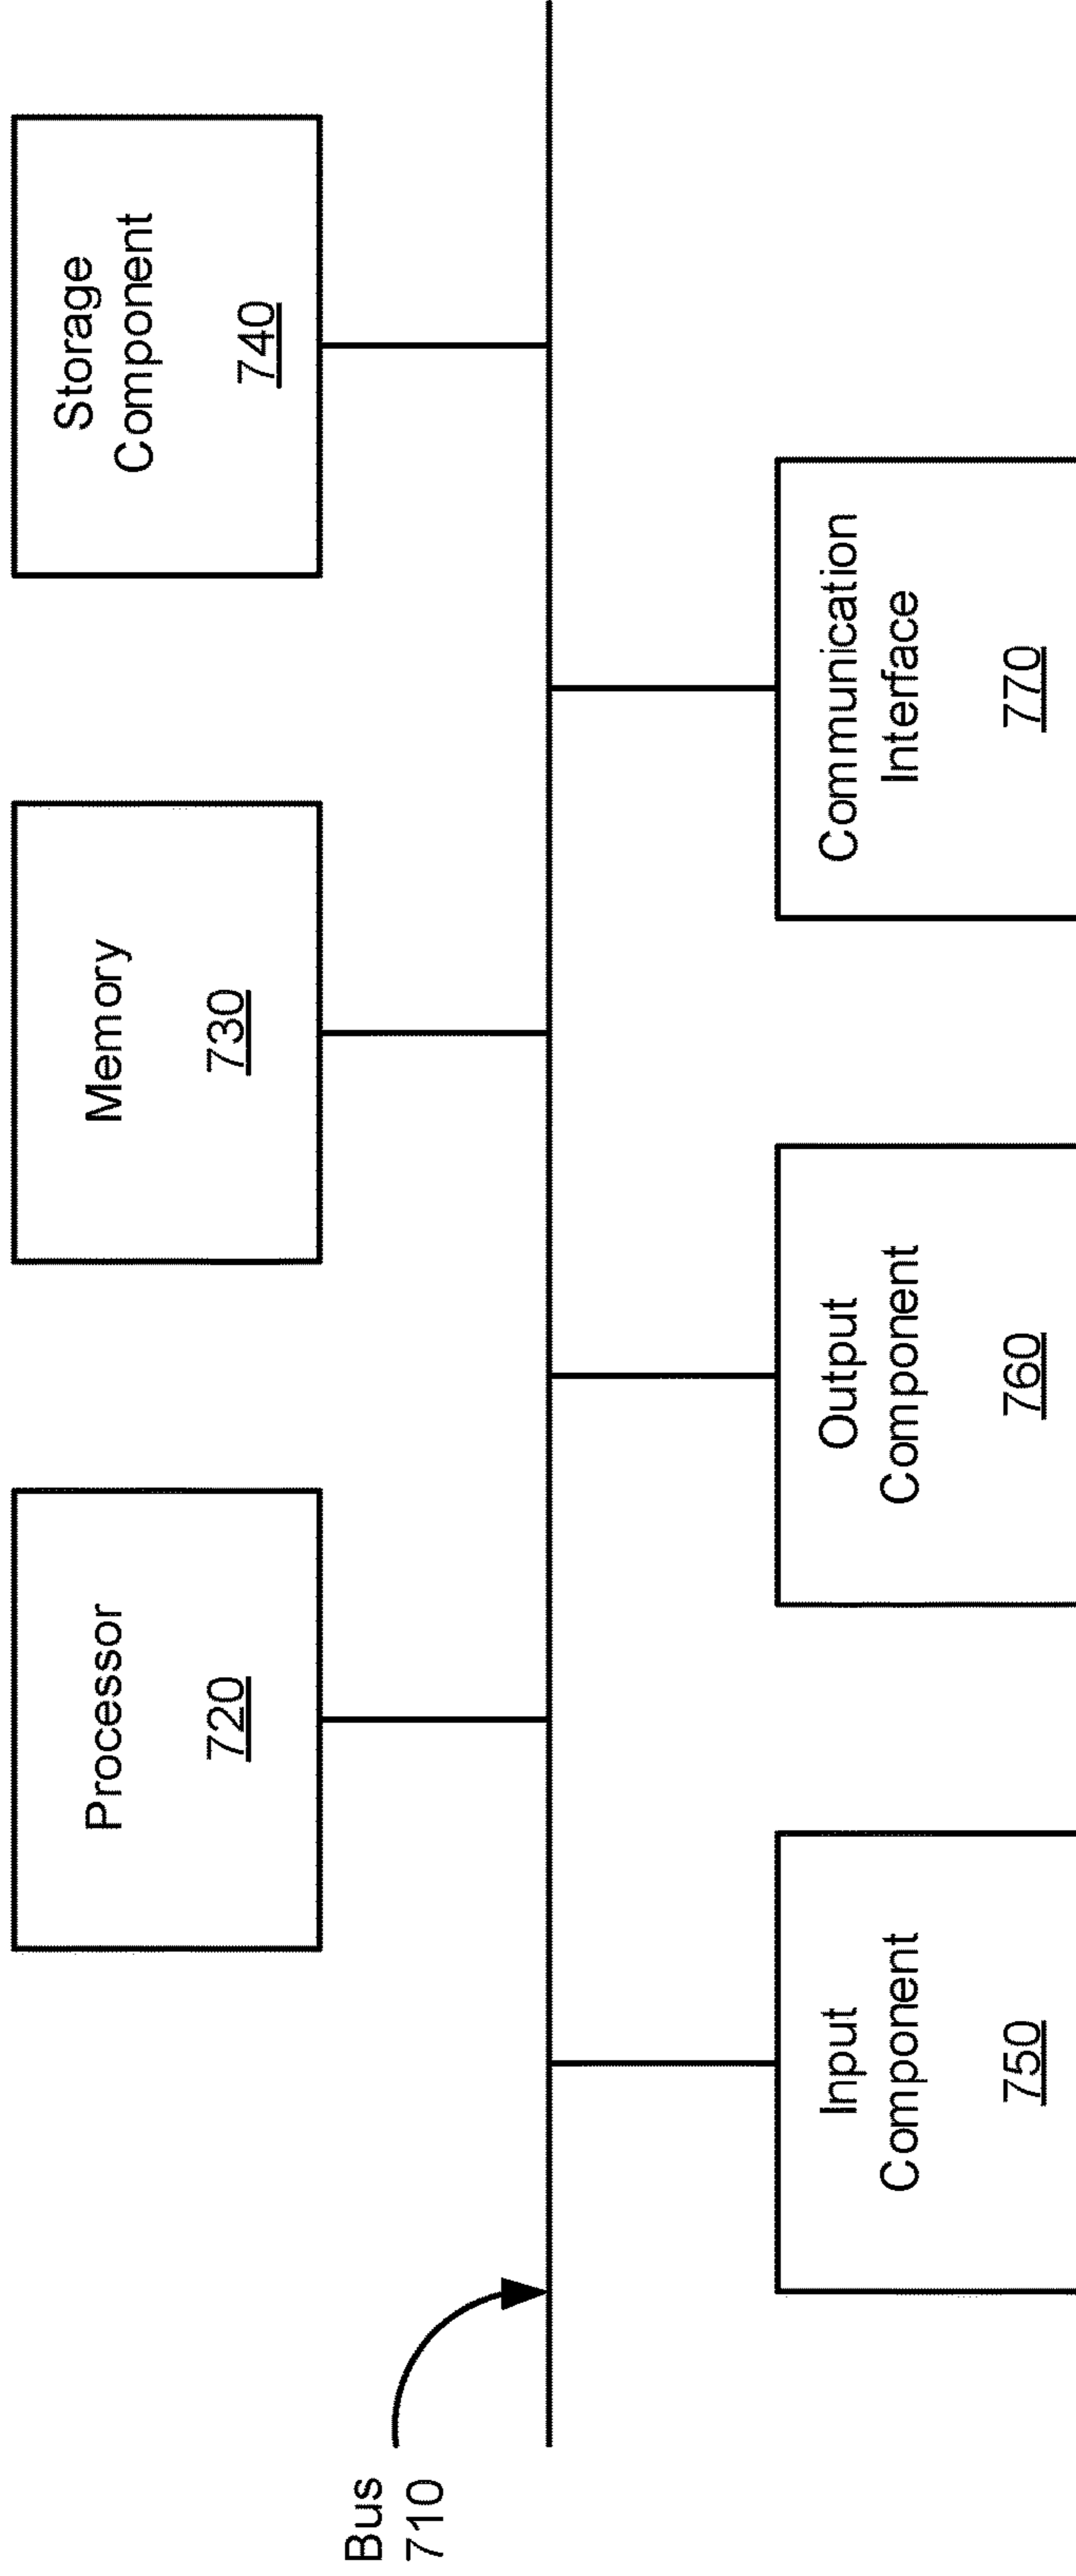 Bus
710
Processor
720
Memory
730
Storage
Component
740
Input
Component
750
Output
Component
760
Communication
Interface
770